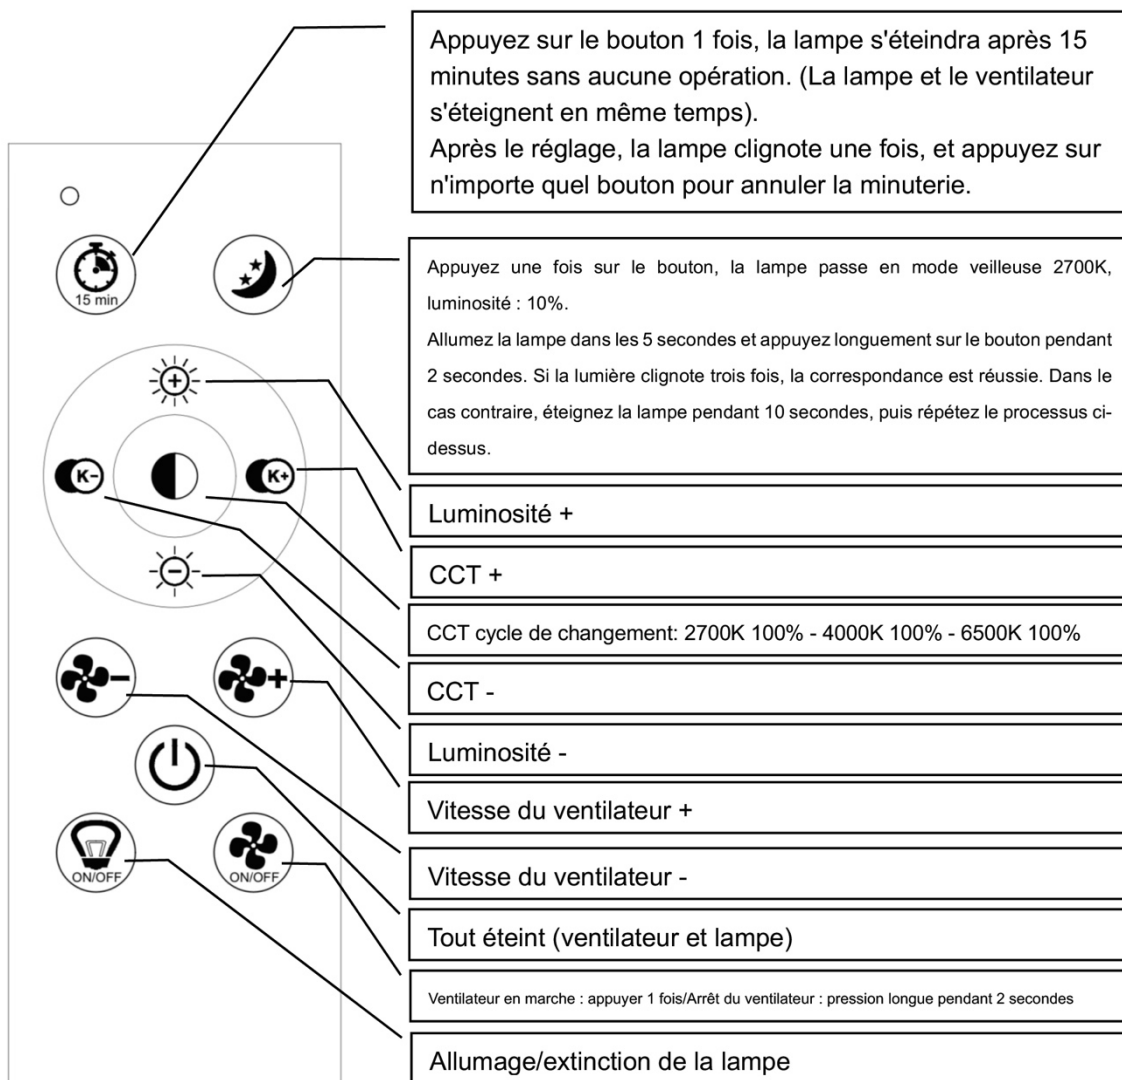 Appuyez sur le bouton 1 fois, la lampe s'éteindra après 15
minutes sans aucune opération. (La lampe et le ventilateur
s'éteignent en même temps).
Après le réglage, la lampe clignote une fois, et appuyez sur
n'importe quel bouton pour annuler la minuterie.
15 min
Appuyez une fois sur le bouton, la lampe passe en mode veilleuse 2700K,
luminosité : 10%.
Allumez la lampe dans les 5 secondes et appuyez longuement sur le bouton pendant
2 secondes. Si la lumière clignote trois fois, la correspondance est réussie. Dans le
cas contraire, éteignez la lampe pendant 10 secondes, puis répétez le processus ci-
dessus.
K-
K+
Luminosité +
CCT +
CCT cycle de changement: 2700K 100% - 4000K 100% - 6500K 100%
CCT -
Luminosité -
Vitesse du ventilateur +
Vitesse du ventilateur -
ON/OFF
ON/OFF
Tout éteint (ventilateur et lampe)
Ventilateur en marche : appuyer 1 fois/Arrêt du ventilateur : pression longue pendant 2 secondes
Allumage/extinction de la lampe